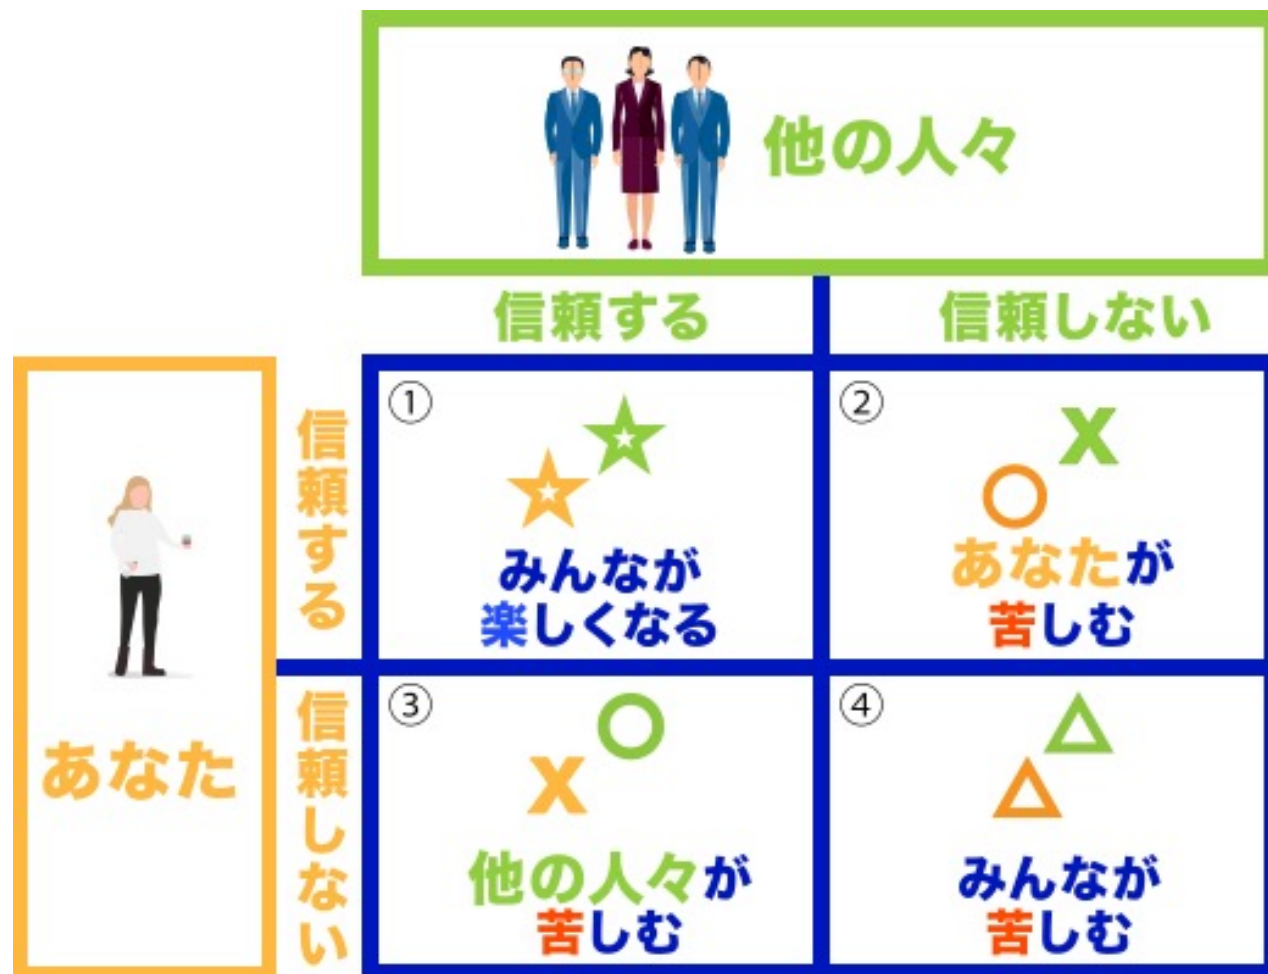 他の人々
信頼する
信頼しない
あなた
信頼する
信頼しない
①
みんなが
楽しくなる
②
X
あなたが
苦しむ
③
X
他の人々が
苦しむ
④
みんなが
苦しむ